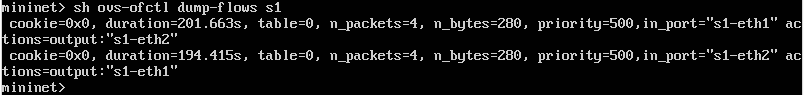 mininet> sh ovs-ofctl dump-flows s1
 cookie=0x0, duration=201.663s, table=0, n_packets=4, n_bytes=280, priority=500,in_port="s1-eth1" ac
tions=output:"s1-eth2"
 cookie=0x0, duration=194.415s, table=0, n_packets=4, n_bytes=280, priority=500,in_port="s1-eth2" ac
tions=output:"s1-eth1"
mininet>